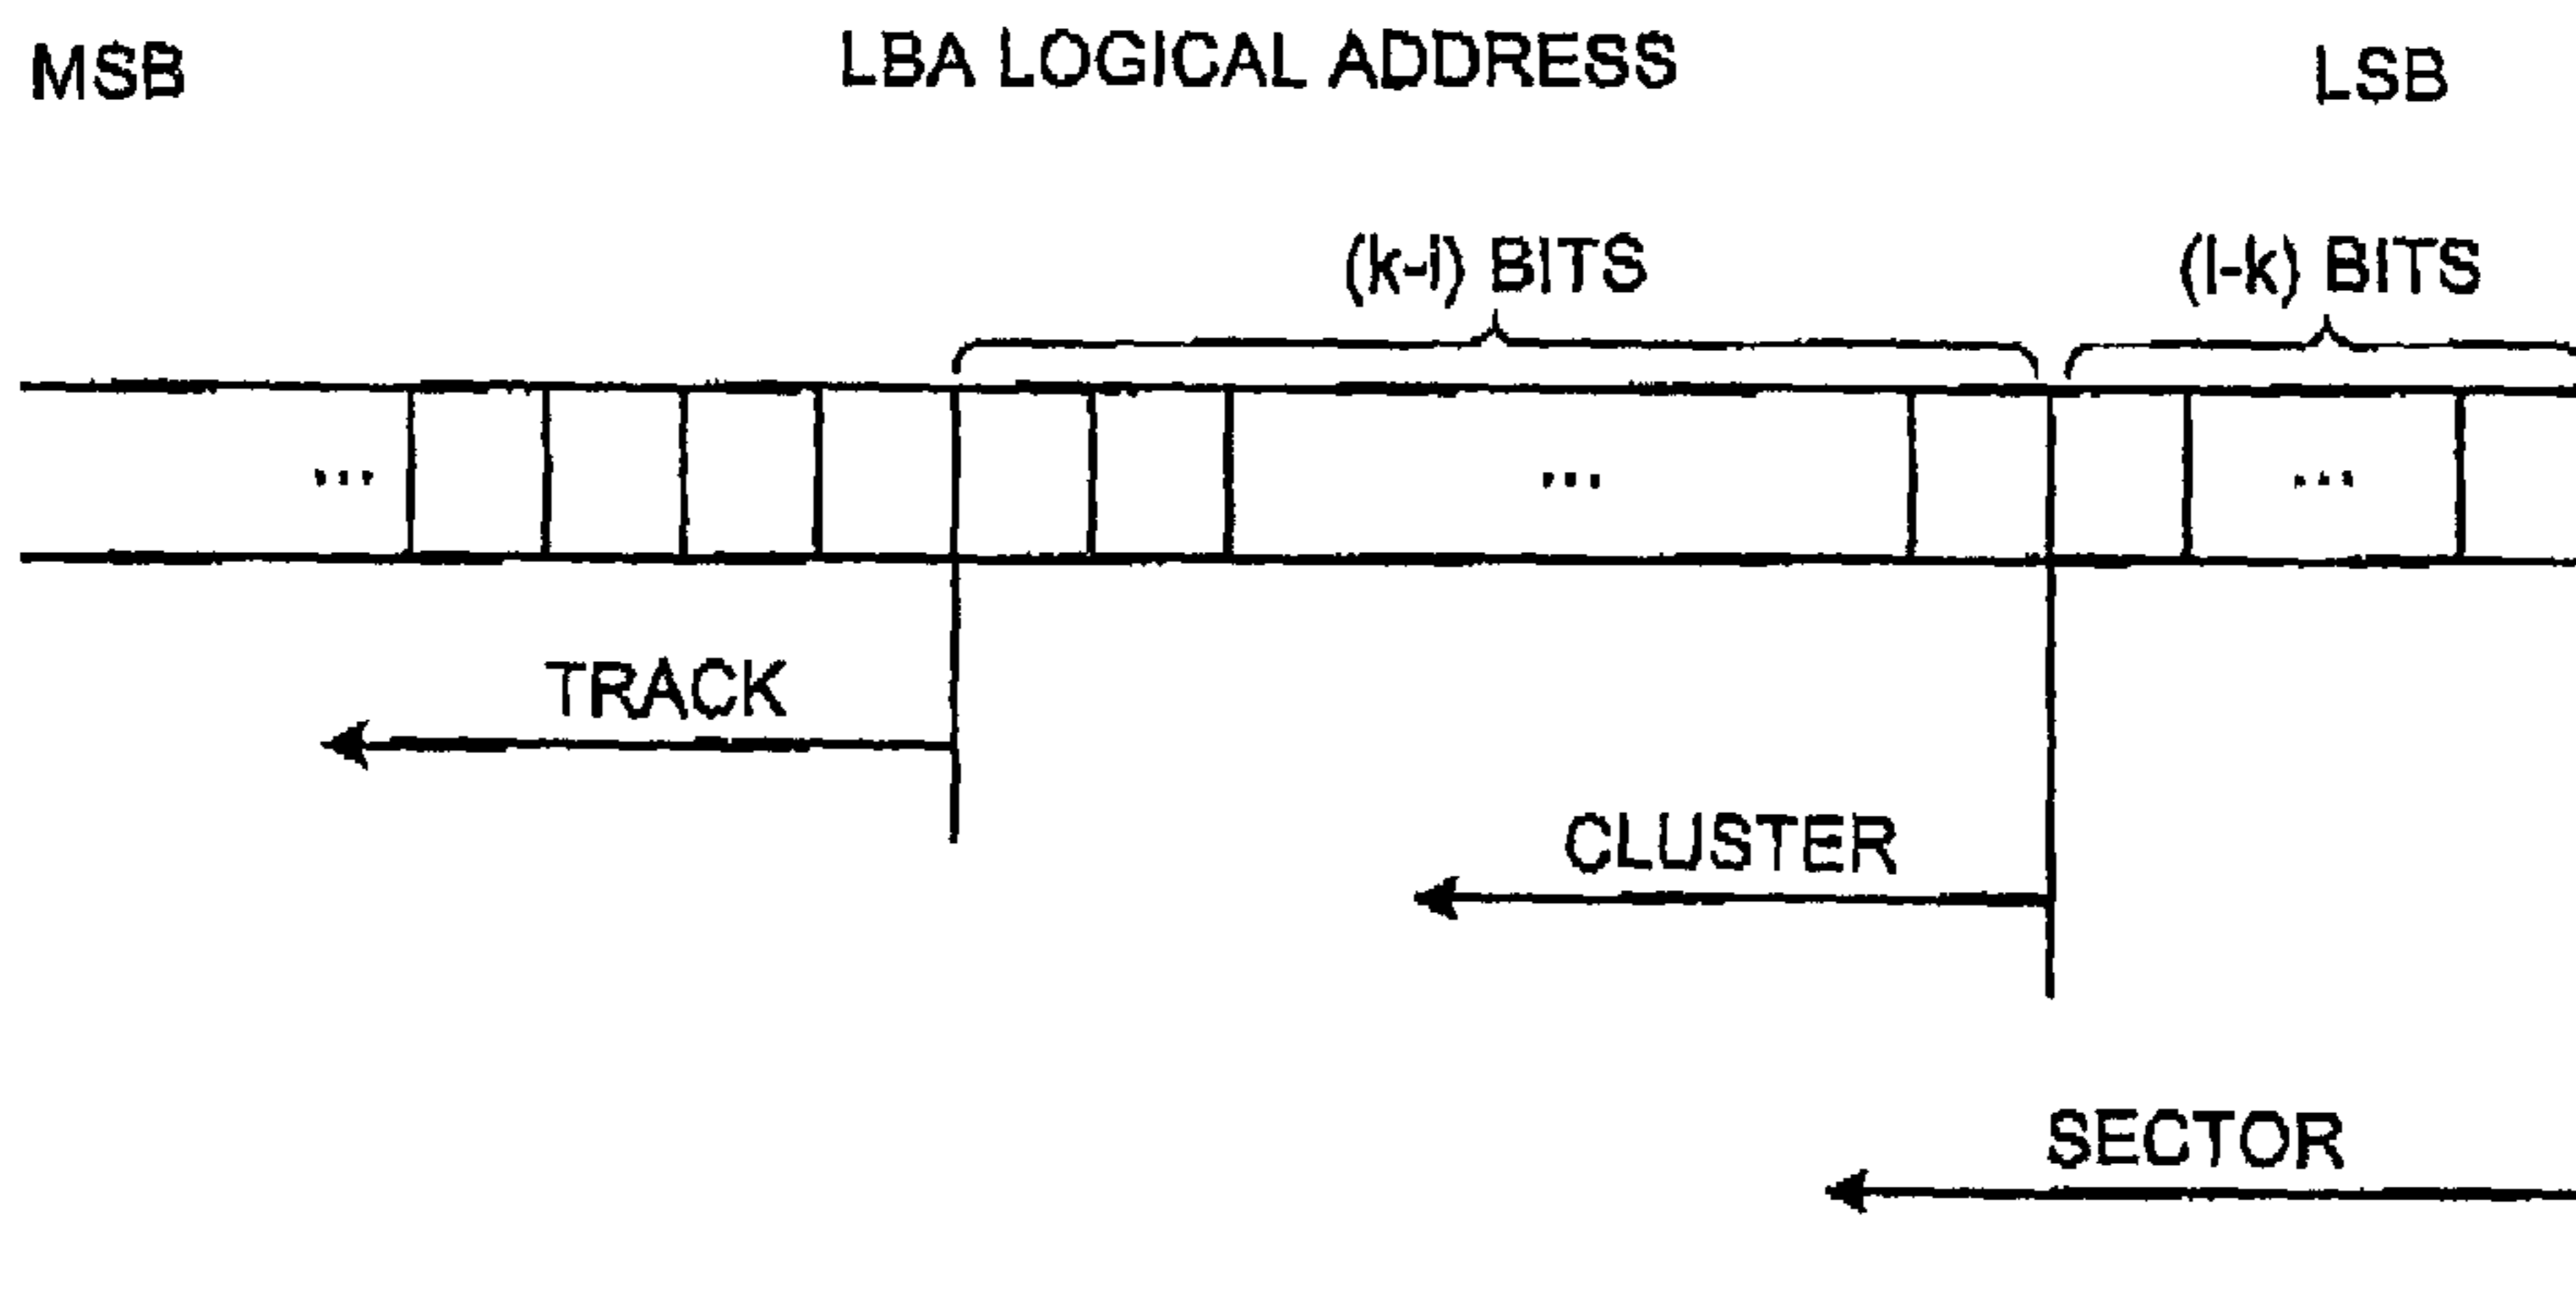 MSB LBA LOGICAL ADDRESS LSB
(k-i) BITS (l-k) BITS
... ... ...
TRACK
CLUSTER
SECTOR